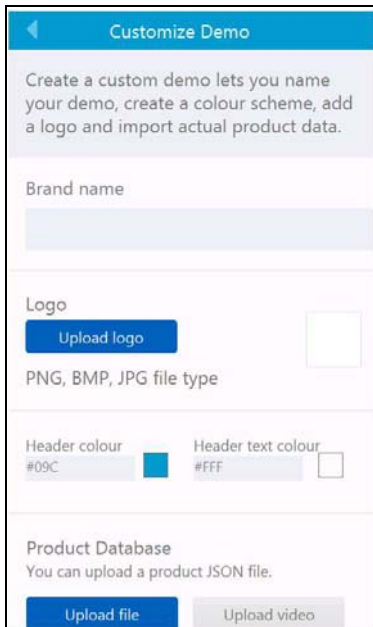 Customize Demo
Create a custom demo lets you name
your demo, create a colour scheme, add
a logo and import actual product data.
Brand name
Logo
Upload logo
PNG, BMP, JPG file type
Header colour Header text colour
#09C #FFF
Product Database
You can upload a product JSON file.
Upload file Upload video